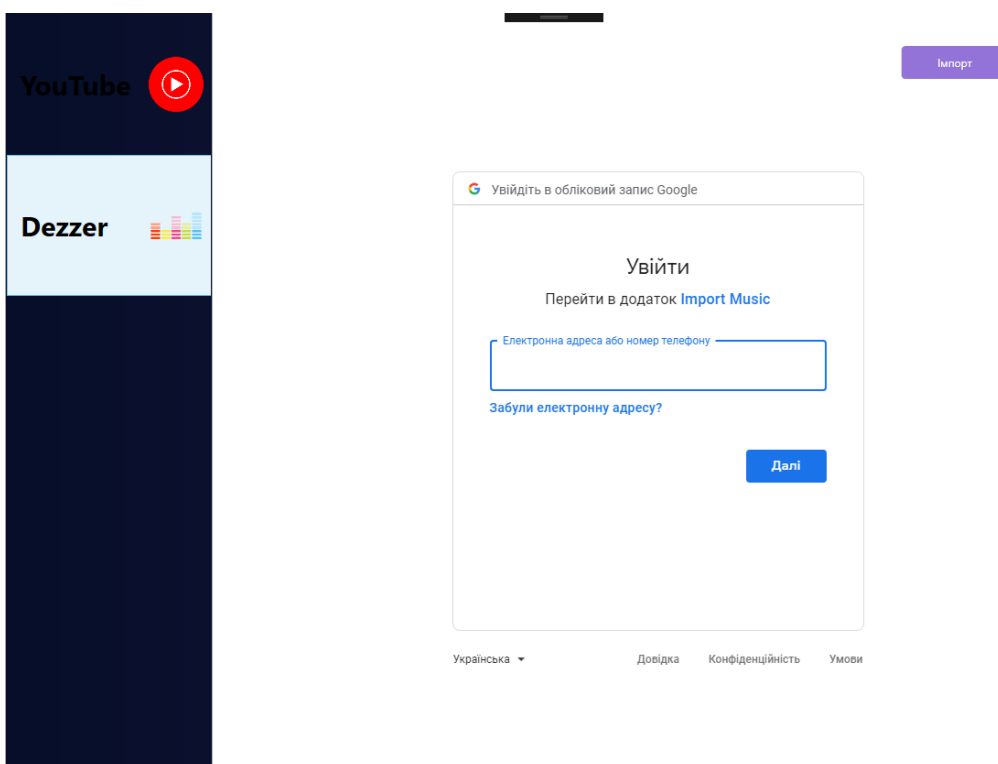 YouTube
Імпорт
Dezzer
Увійдіть в обліковий запис Google
Увійти
Перейти в додаток Import Music
Електронна адреса або номер телефону
Забули електронну адресу?
Далі
Українська
Довідка
Конфіденційність
Умови